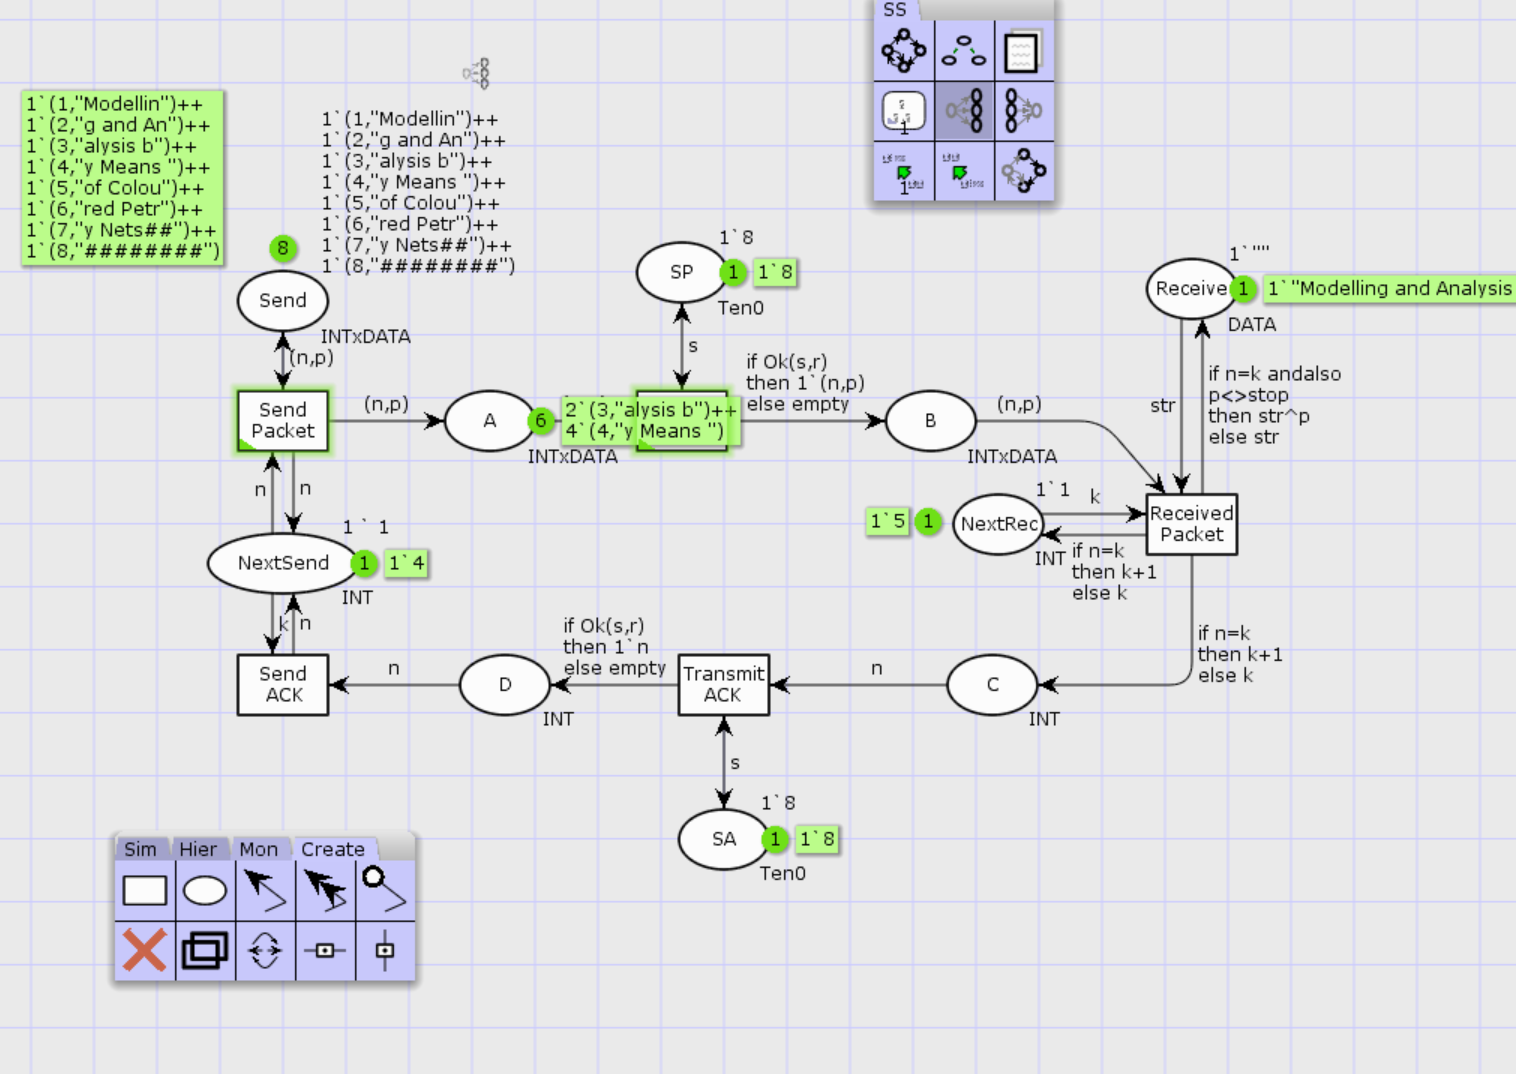 SS
1`(1,"Modellin")++
1`(2,"g and An")++
1`(3,"alysis b")++
1`(4,"y Means ")++
1`(5,"of Colou")++
1`(6,"red Petr")++
1`(7,"y Nets##")++
1`(8,"########")
1`(1,"Modellin")++
1`(2,"g and An")++
1`(3,"alysis b")++
1`(4,"y Means ")++
1`(5,"of Colou")++
1`(6,"red Petr")++
1`(7,"y Nets##")++
1`(8,"########")
1
1
8
Send
INTxDATA
(n,p)
1`8
SP
1
1`8
Ten0
s
1`""
Receive
1
1`"Modelling and Analysis
DATA
Send
Packet
(n,p)
A
6
2`(3,"alysis b")++
4`(4,"y Means ")
INTxDATA
if Ok(s,r)
then 1`(n,p)
else empty
B
(n,p)
INTxDATA
str
if n=k andalso
p<>stop
then str^p
else str
n
n
1 ` 1
NextSend
1
1`4
INT
1`5
1
NextRec
1`1
k
INT
if n=k
then k+1
else k
Received
Packet
k
n
Send
ACK
n
D
INT
if Ok(s,r)
then 1`n
else empty
Transmit
ACK
n
C
INT
if n=k
then k+1
else k
s
1`8
SA
1
1`8
Ten0
Sim
Hier
Mon
Create